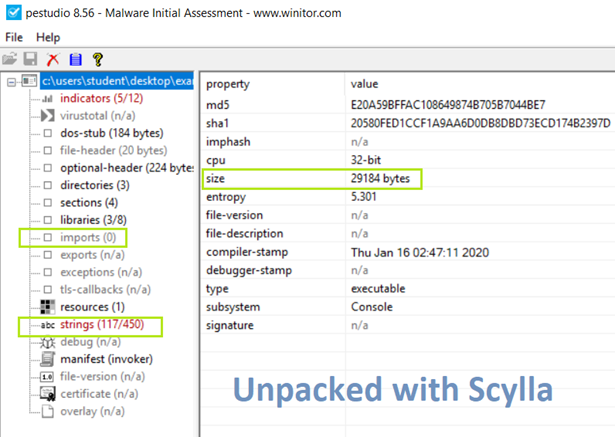 pestudio 8.56 - Malware Initial Assessment - www.winitor.com
File Help
c:\users\student\desktop\exa
indicators (5/12)
virustotal (n/a)
dos-stub (184 bytes)
file-header (20 bytes)
optional-header (224 bytes
directories (3)
sections (4)
libraries (3/8)
imports (0)
exports (n/a)
exceptions (n/a)
tls-callbacks (n/a)
resources (1)
abc strings (117/450)
debug (n/a)
manifest (invoker)
1.0 file-version (n/a)
certificate (n/a)
overlay (n/a)
property value
md5 E20A59BFFAC108649874B705B7044BE7
sha1 20580FED1CCF1A9AA6D0DB8DBD73ECD174B2397D
imphash n/a
cpu 32-bit
size 29184 bytes
entropy 5.301
file-version n/a
file-description n/a
compiler-stamp Thu Jan 16 02:47:11 2020
debugger-stamp n/a
type executable
subsystem Console
signature n/a
Unpacked with Scylla